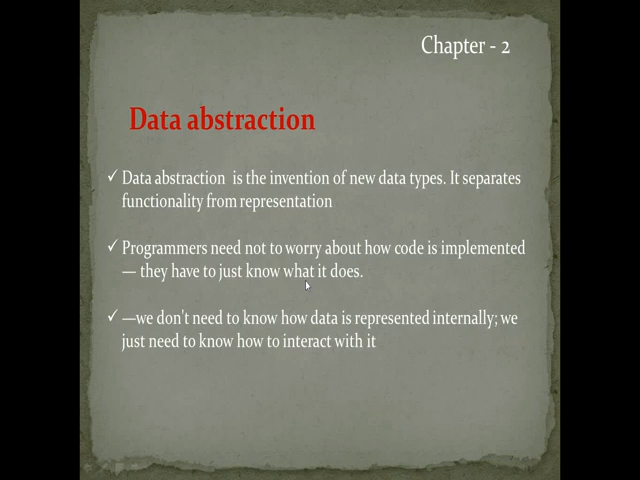 Chapter - 2
Data abstraction
✓ Data abstraction  is the invention of new data types. It separates
functionality from representation
✓ Programmers need not to worry about how code is implemented
— they have to just know what it does.
✓ —we don't need to know how data is represented internally; we
just need to know how to interact with it